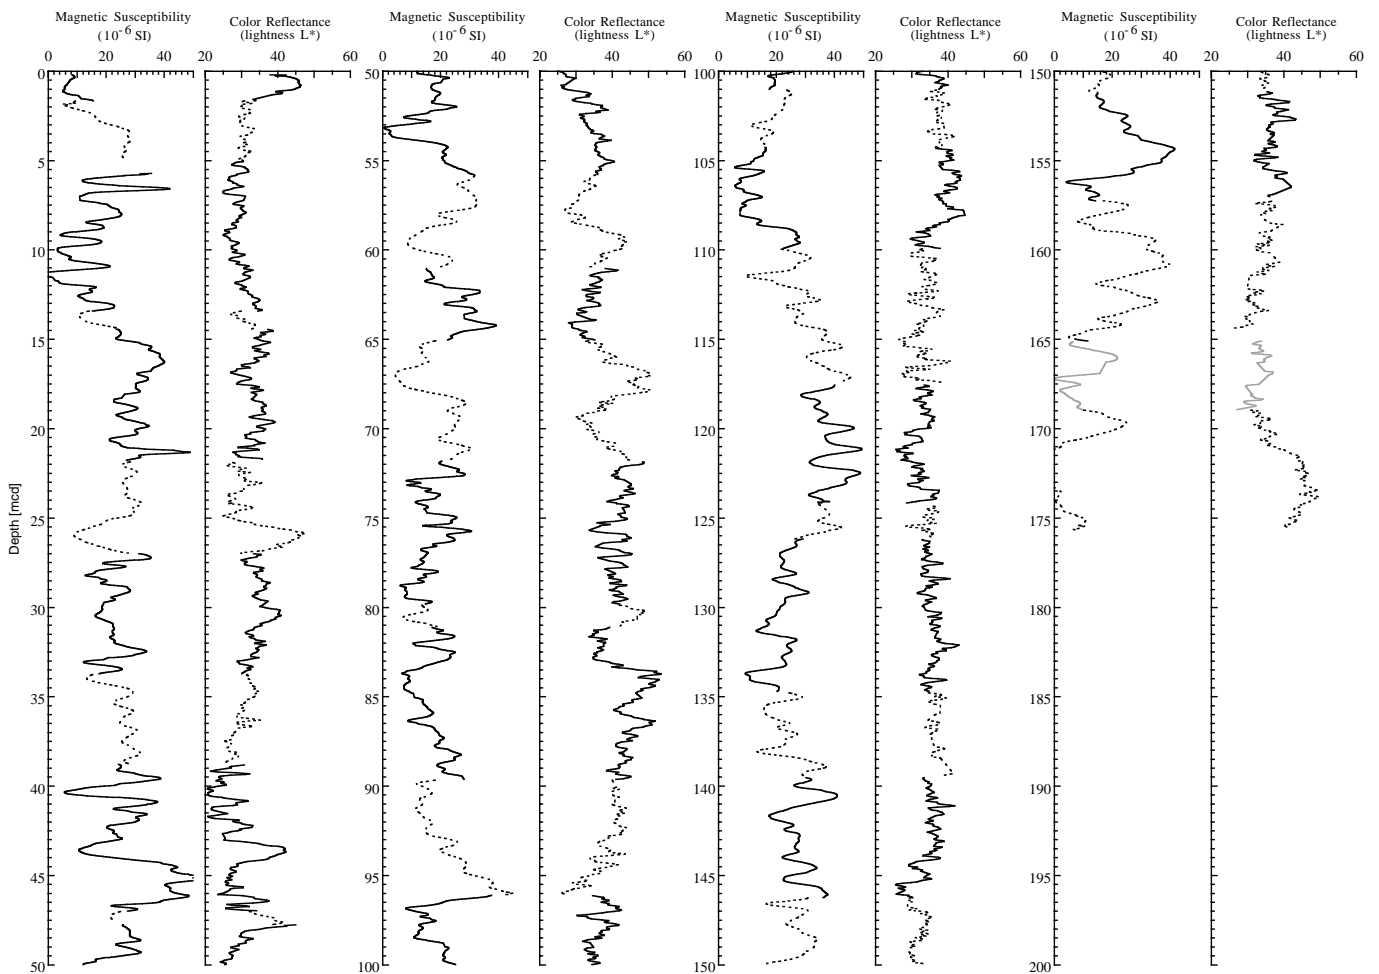 Magnetic Susceptibility
(10⁻⁶ SI)
0 20 40
Color Reflectance
(lightness L*)
20 40 60
Magnetic Susceptibility
(10⁻⁶ SI)
0 20 40
Color Reflectance
(lightness L*)
20 40 60
Magnetic Susceptibility
(10⁻⁶ SI)
0 20 40
Color Reflectance
(lightness L*)
20 40 60
Magnetic Susceptibility
(10⁻⁶ SI)
0 20 40
Color Reflectance
(lightness L*)
20 40 60
Depth [mcd]
0
5
10
15
20
25
30
35
40
45
50
50
55
60
65
70
75
80
85
90
95
100
100
105
110
115
120
125
130
135
140
145
150
150
155
160
165
170
175
180
185
190
195
200